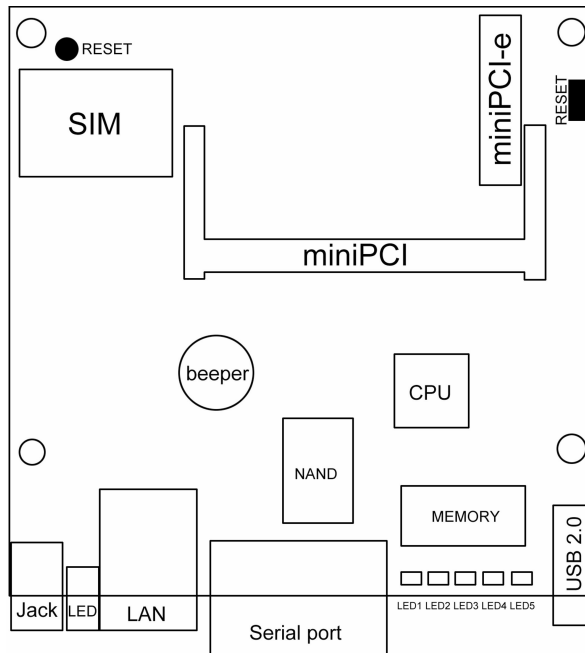 RESET
miniPCI-e
RESET
SIM
miniPCI
beeper
CPU
NAND
MEMORY
USB 2.0
LED1 LED2 LED3 LED4 LED5
Jack
LED
LAN
Serial port